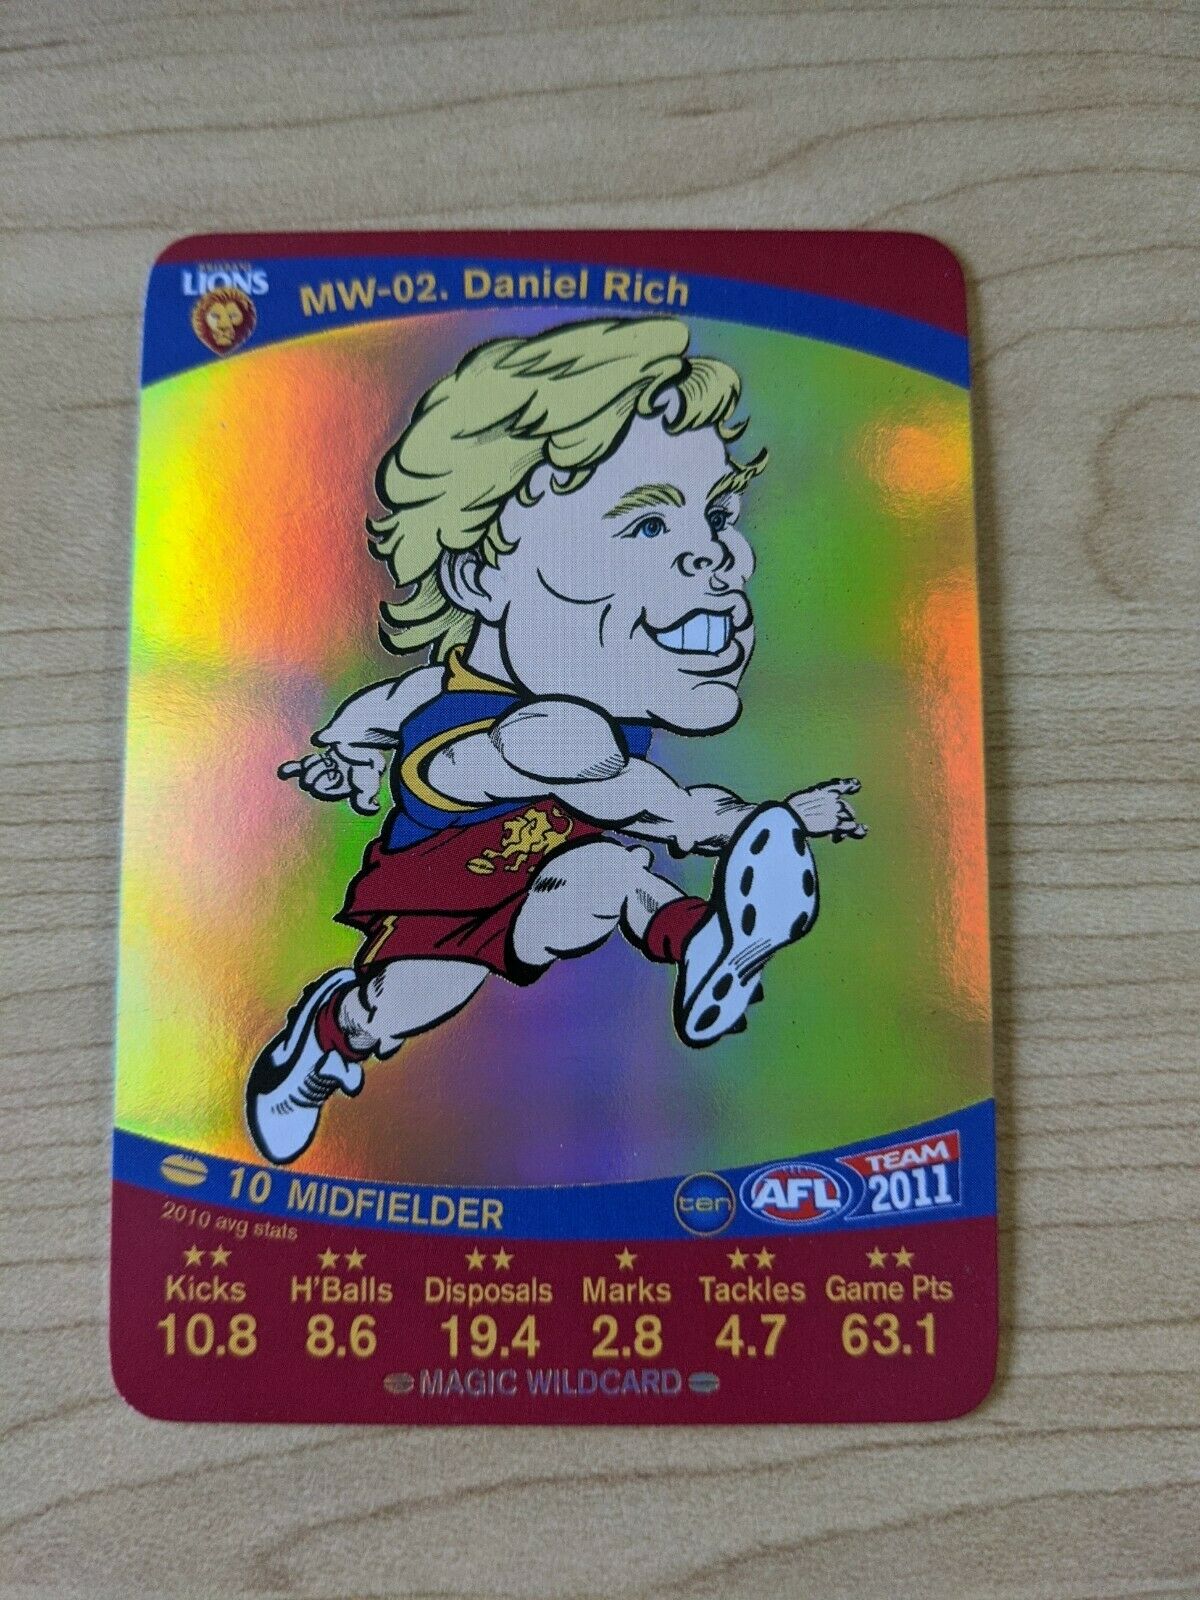 BRISBANE
LIONS
MW-02. Daniel Rich
10 MIDFIELDER
ten
AFL
TEAM
2011
2010 avg stats
★★ ★★ ★★ ★ ★★ ★★
Kicks H'Balls Disposals Marks Tackles Game Pts
10.8 8.6 19.4 2.8 4.7 63.1
MAGIC WILDCARD